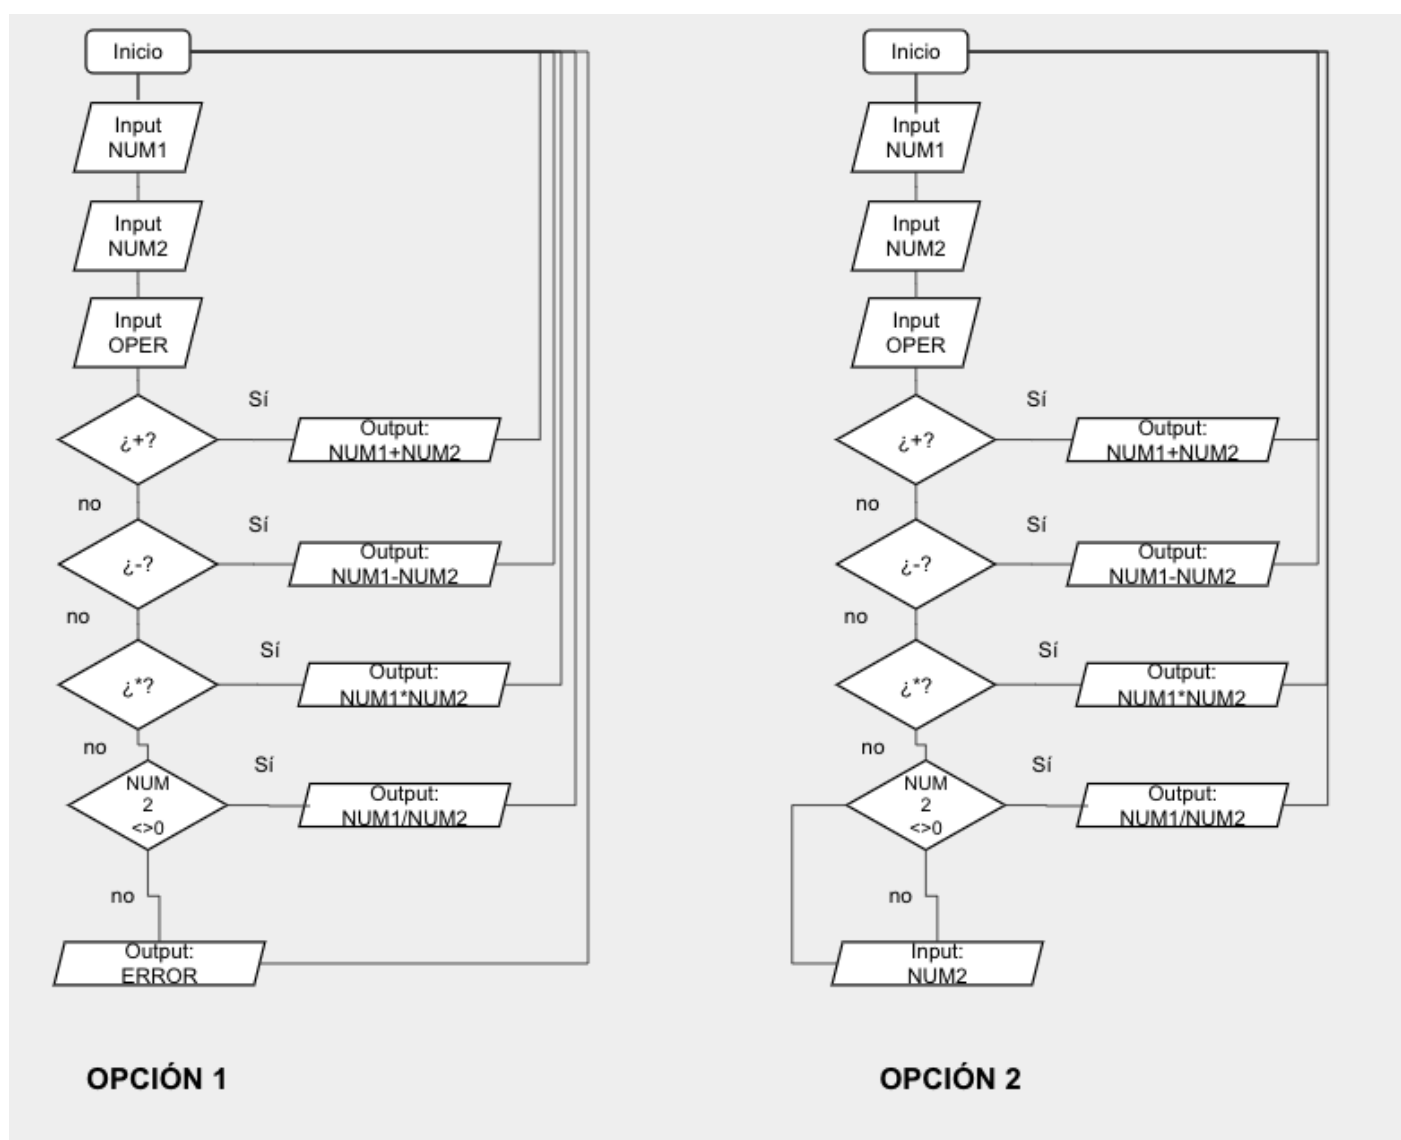 Inicio
Input
NUM1
Input
NUM2
Input
OPER
¿+?
Sí
Output:
NUM1+NUM2
no
¿-?
Sí
Output:
NUM1-NUM2
no
¿*?
Sí
Output:
NUM1*NUM2
no
NUM
2
<>0
Sí
Output:
NUM1/NUM2
no
Output:
ERROR
OPCIÓN 1
Inicio
Input
NUM1
Input
NUM2
Input
OPER
¿+?
Sí
Output:
NUM1+NUM2
no
¿-?
Sí
Output:
NUM1-NUM2
no
¿*?
Sí
Output:
NUM1*NUM2
no
NUM
2
<>0
Sí
Output:
NUM1/NUM2
no
Input:
NUM2
OPCIÓN 2